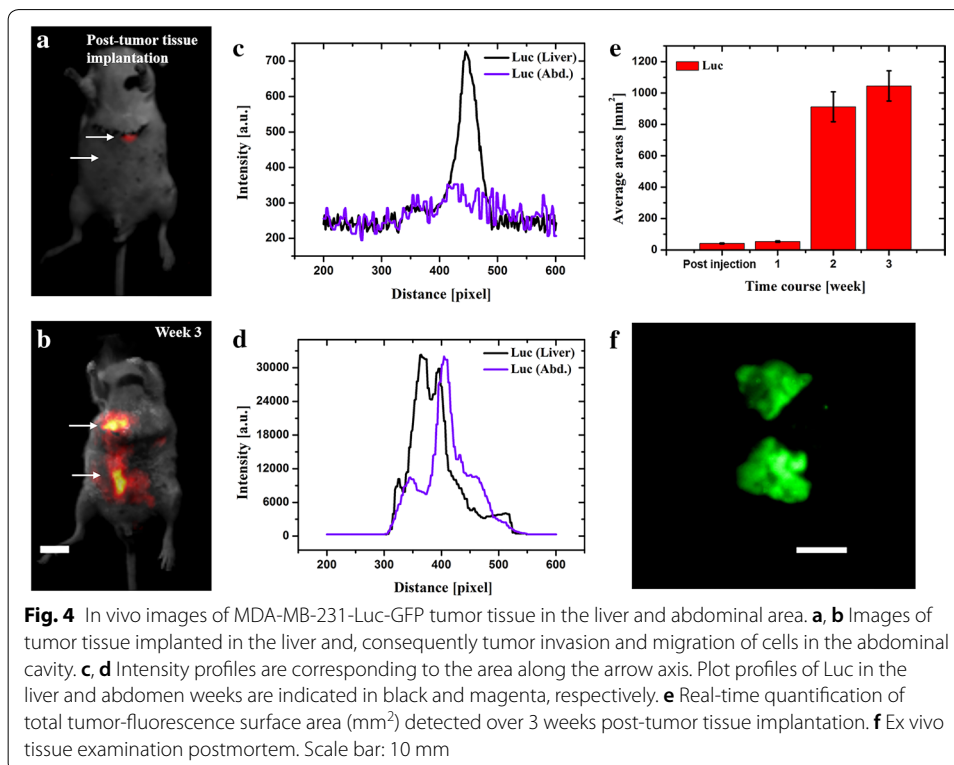 a
Post-tumor tissue
implantation
b
Week 3
c
Luc (Liver)
Luc (Abd.)
Intensity [a.u.]
700
600
500
400
300
200
200
300
400
500
600
Distance [pixel]
d
Luc (Liver)
Luc (Abd.)
Intensity [a.u.]
30000
24000
18000
12000
6000
0
200
300
400
500
600
Distance [pixel]
e
Luc
Average areas [mm²]
1000
800
600
400
200
0
Post injection
1
2
3
Time course [week]
f
Fig. 4 In vivo images of MDA-MB-231-Luc-GFP tumor tissue in the liver and abdominal area. a, b Images of
tumor tissue implanted in the liver and, consequently tumor invasion and migration of cells in the abdominal
cavity. c, d Intensity profiles are corresponding to the area along the arrow axis. Plot profiles of Luc in the
liver and abdomen weeks are indicated in black and magenta, respectively. e Real-time quantification of
total tumor-fluorescence surface area (mm²) detected over 3 weeks post-tumor tissue implantation. f Ex vivo
tissue examination postmortem. Scale bar: 10 mm